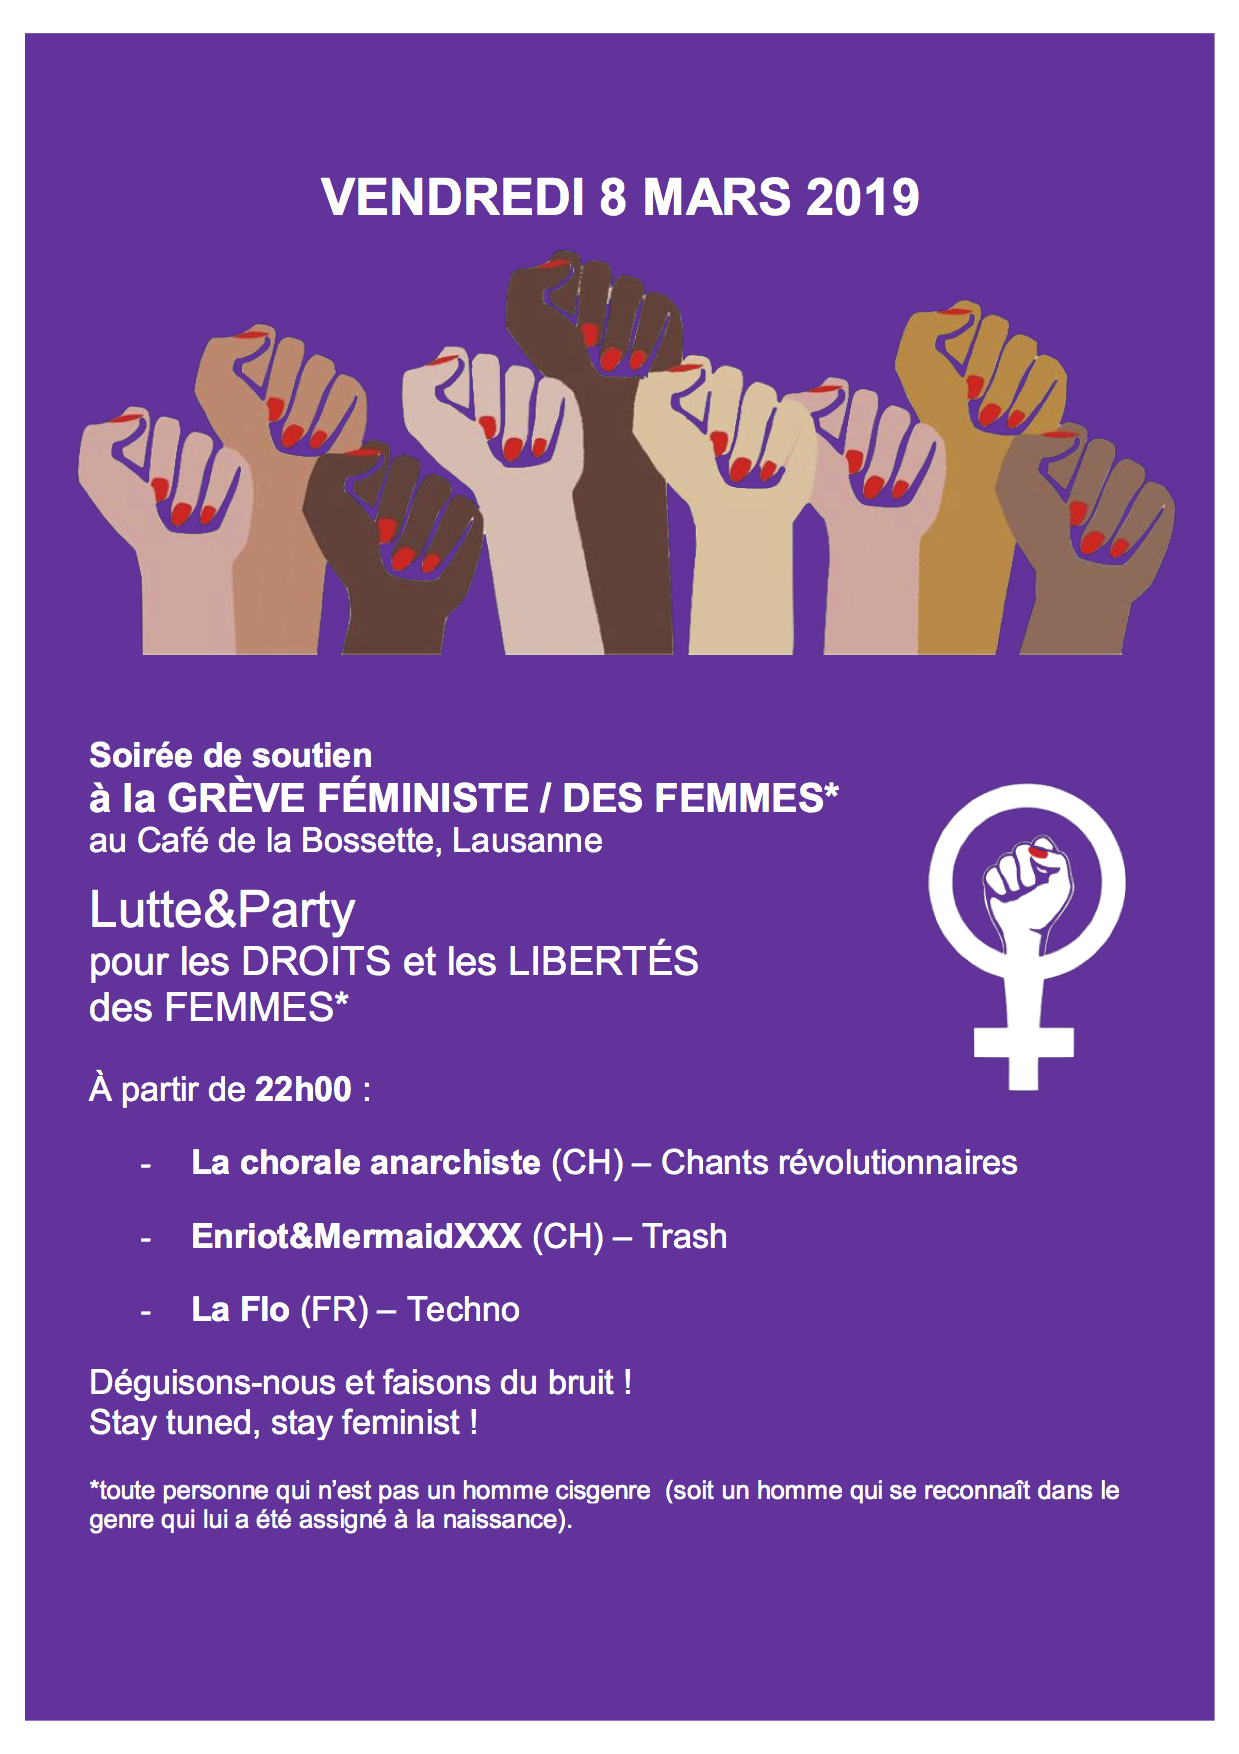 VENDREDI 8 MARS 2019
Soirée de soutien
à la GRÈVE FÉMINISTE / DES FEMMES*
au Café de la Bossette, Lausanne
Lutte&Party
pour les DROITS et les LIBERTÉS
des FEMMES*
À partir de 22h00 :
- La chorale anarchiste (CH) – Chants révolutionnaires
- Enriot&MermaidXXX (CH) – Trash
- La Flo (FR) – Techno
Déguisons-nous et faisons du bruit !
Stay tuned, stay feminist !
*toute personne qui n’est pas un homme cisgenre  (soit un homme qui se reconnaît dans le
genre qui lui a été assigné à la naissance).